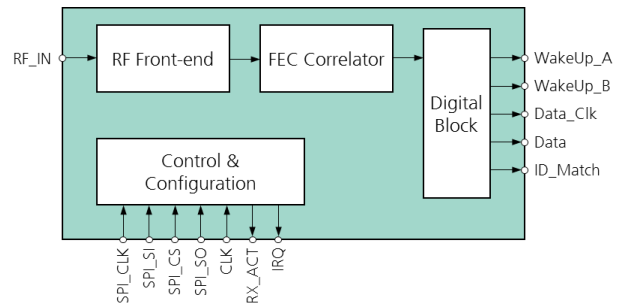 RF_IN
RF Front-end
FEC Correlator
Digital
Block
WakeUp_A
WakeUp_B
Data_Clk
Data
ID_Match
Control &
Configuration
SPI_CLK
SPI_SI
SPI_CS
SPI_SO
CLK
RX_ACT
IRQ